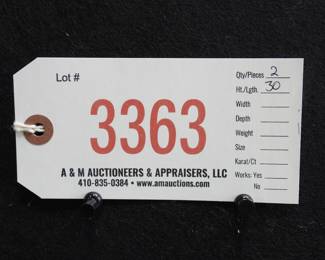 Lot #
3363
A & M AUCTIONEERS & APPRAISERS, LLC
410-835-0384 • www.amauctions.com
Qty/Pieces 2
Ht./Lgth. 30
Width
Depth
Weight
Size
Karat/Ct
Works: Yes
No